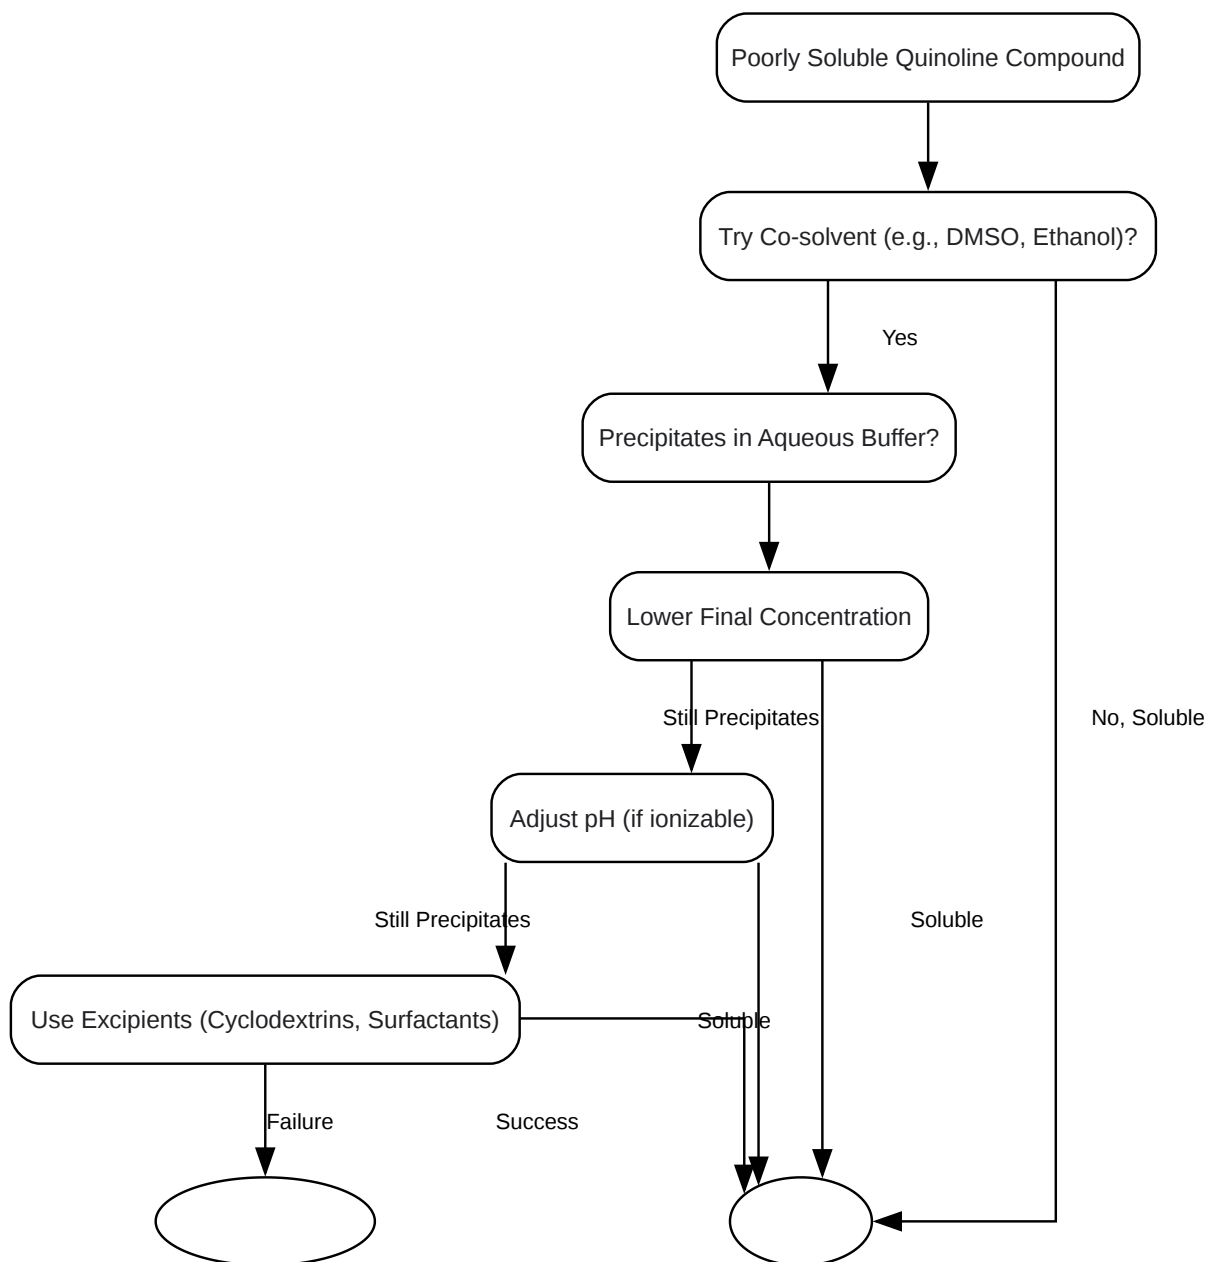 Poorly Soluble Quinoline Compound
Try Co-solvent (e.g., DMSO, Ethanol)?
Yes
Precipitates in Aqueous Buffer?
Lower Final Concentration
Still Precipitates
No, Soluble
Adjust pH (if ionizable)
Still Precipitates
Soluble
Use Excipients (Cyclodextrins, Surfactants)
Soluble
Failure
Success